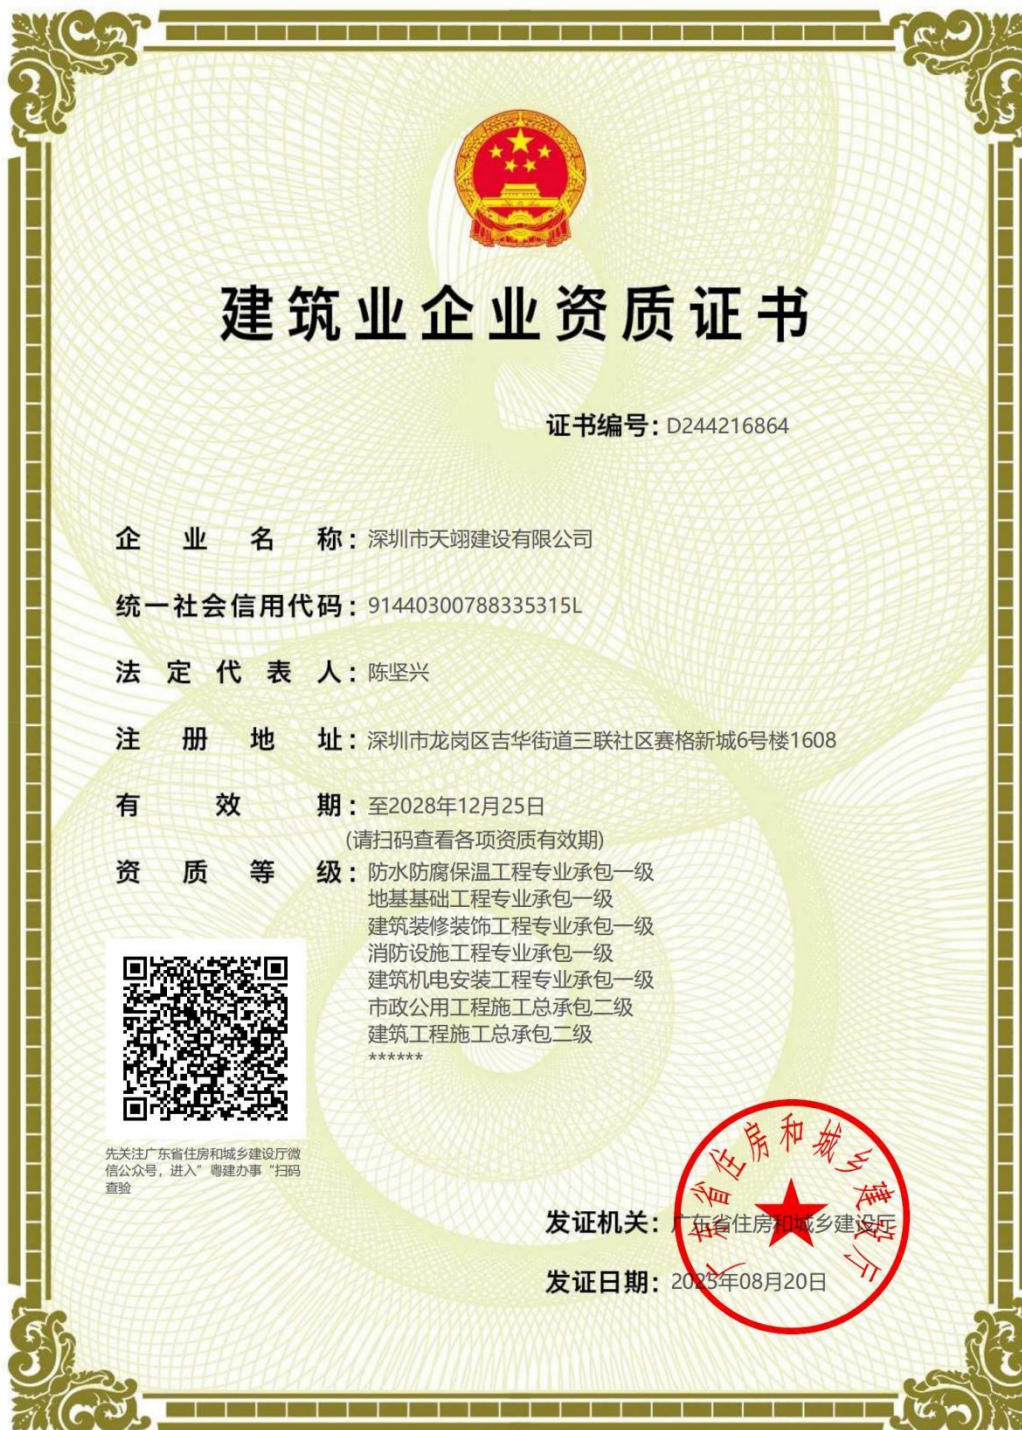 建筑业企业资质证书
证书编号: D244216864
企业名称: 深圳市天翊建设有限公司
统一社会信用代码: 91440300788335315L
法定代表人: 陈坚兴
注册地址: 深圳市龙岗区吉华街道三联社区赛格新城6号楼1608
有效期: 至2028年12月25日
(请扫码查看各项资质有效期)
资质等级: 防水防腐保温工程专业承包一级
地基基础工程专业承包一级
建筑装修装饰工程专业承包一级
消防设施工程专业承包一级
建筑机电安装工程专业承包一级
市政公用工程施工总承包二级
建筑工程施工总承包二级
******
先关注广东省住房和城乡建设厅微
信公众号，进入”粤建办事“扫码
查验
广东省住房和城乡建设厅
发证机关: 广东省住房和城乡建设厅
发证日期: 2025年08月20日